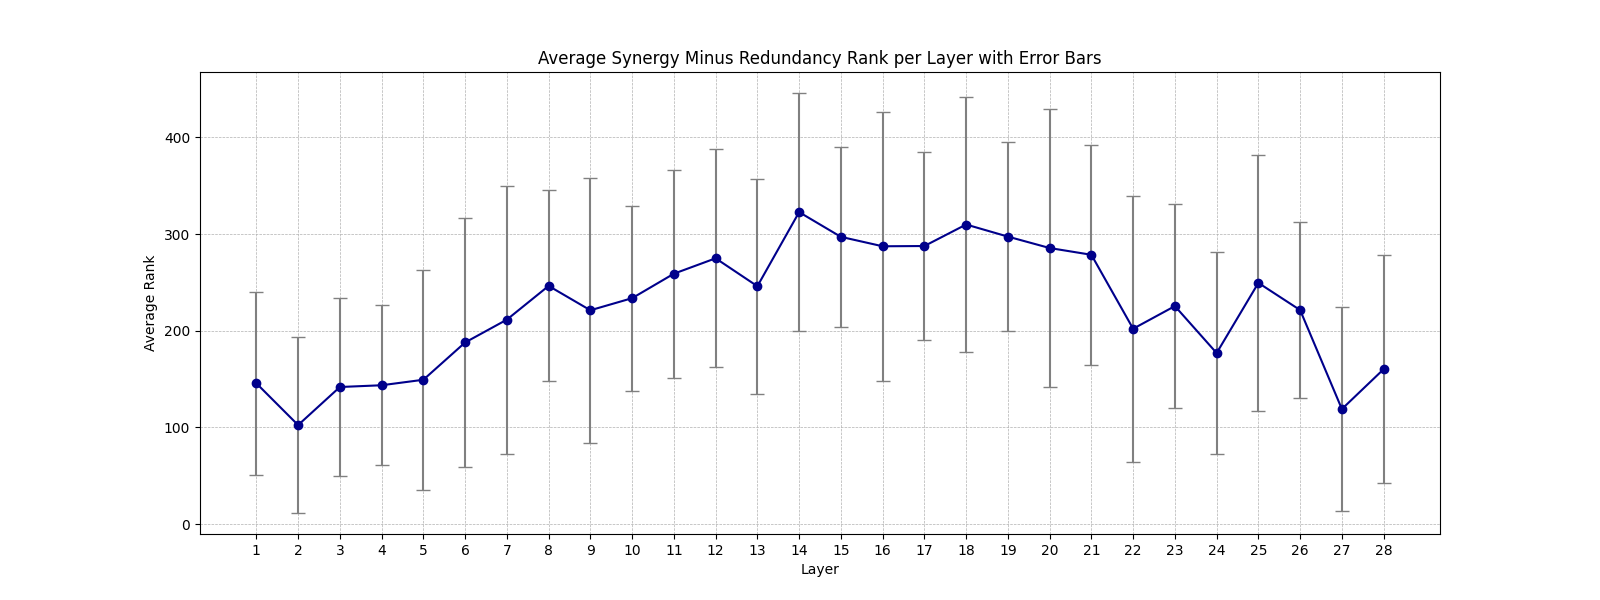 Average Synergy Minus Redundancy Rank per Layer with Error Bars
400
300
200
100
0
Average Rank
1 2 3 4 5 6 7 8 9 10 11 12 13 14 15 16 17 18 19 20 21 22 23 24 25 26 27 28
Layer